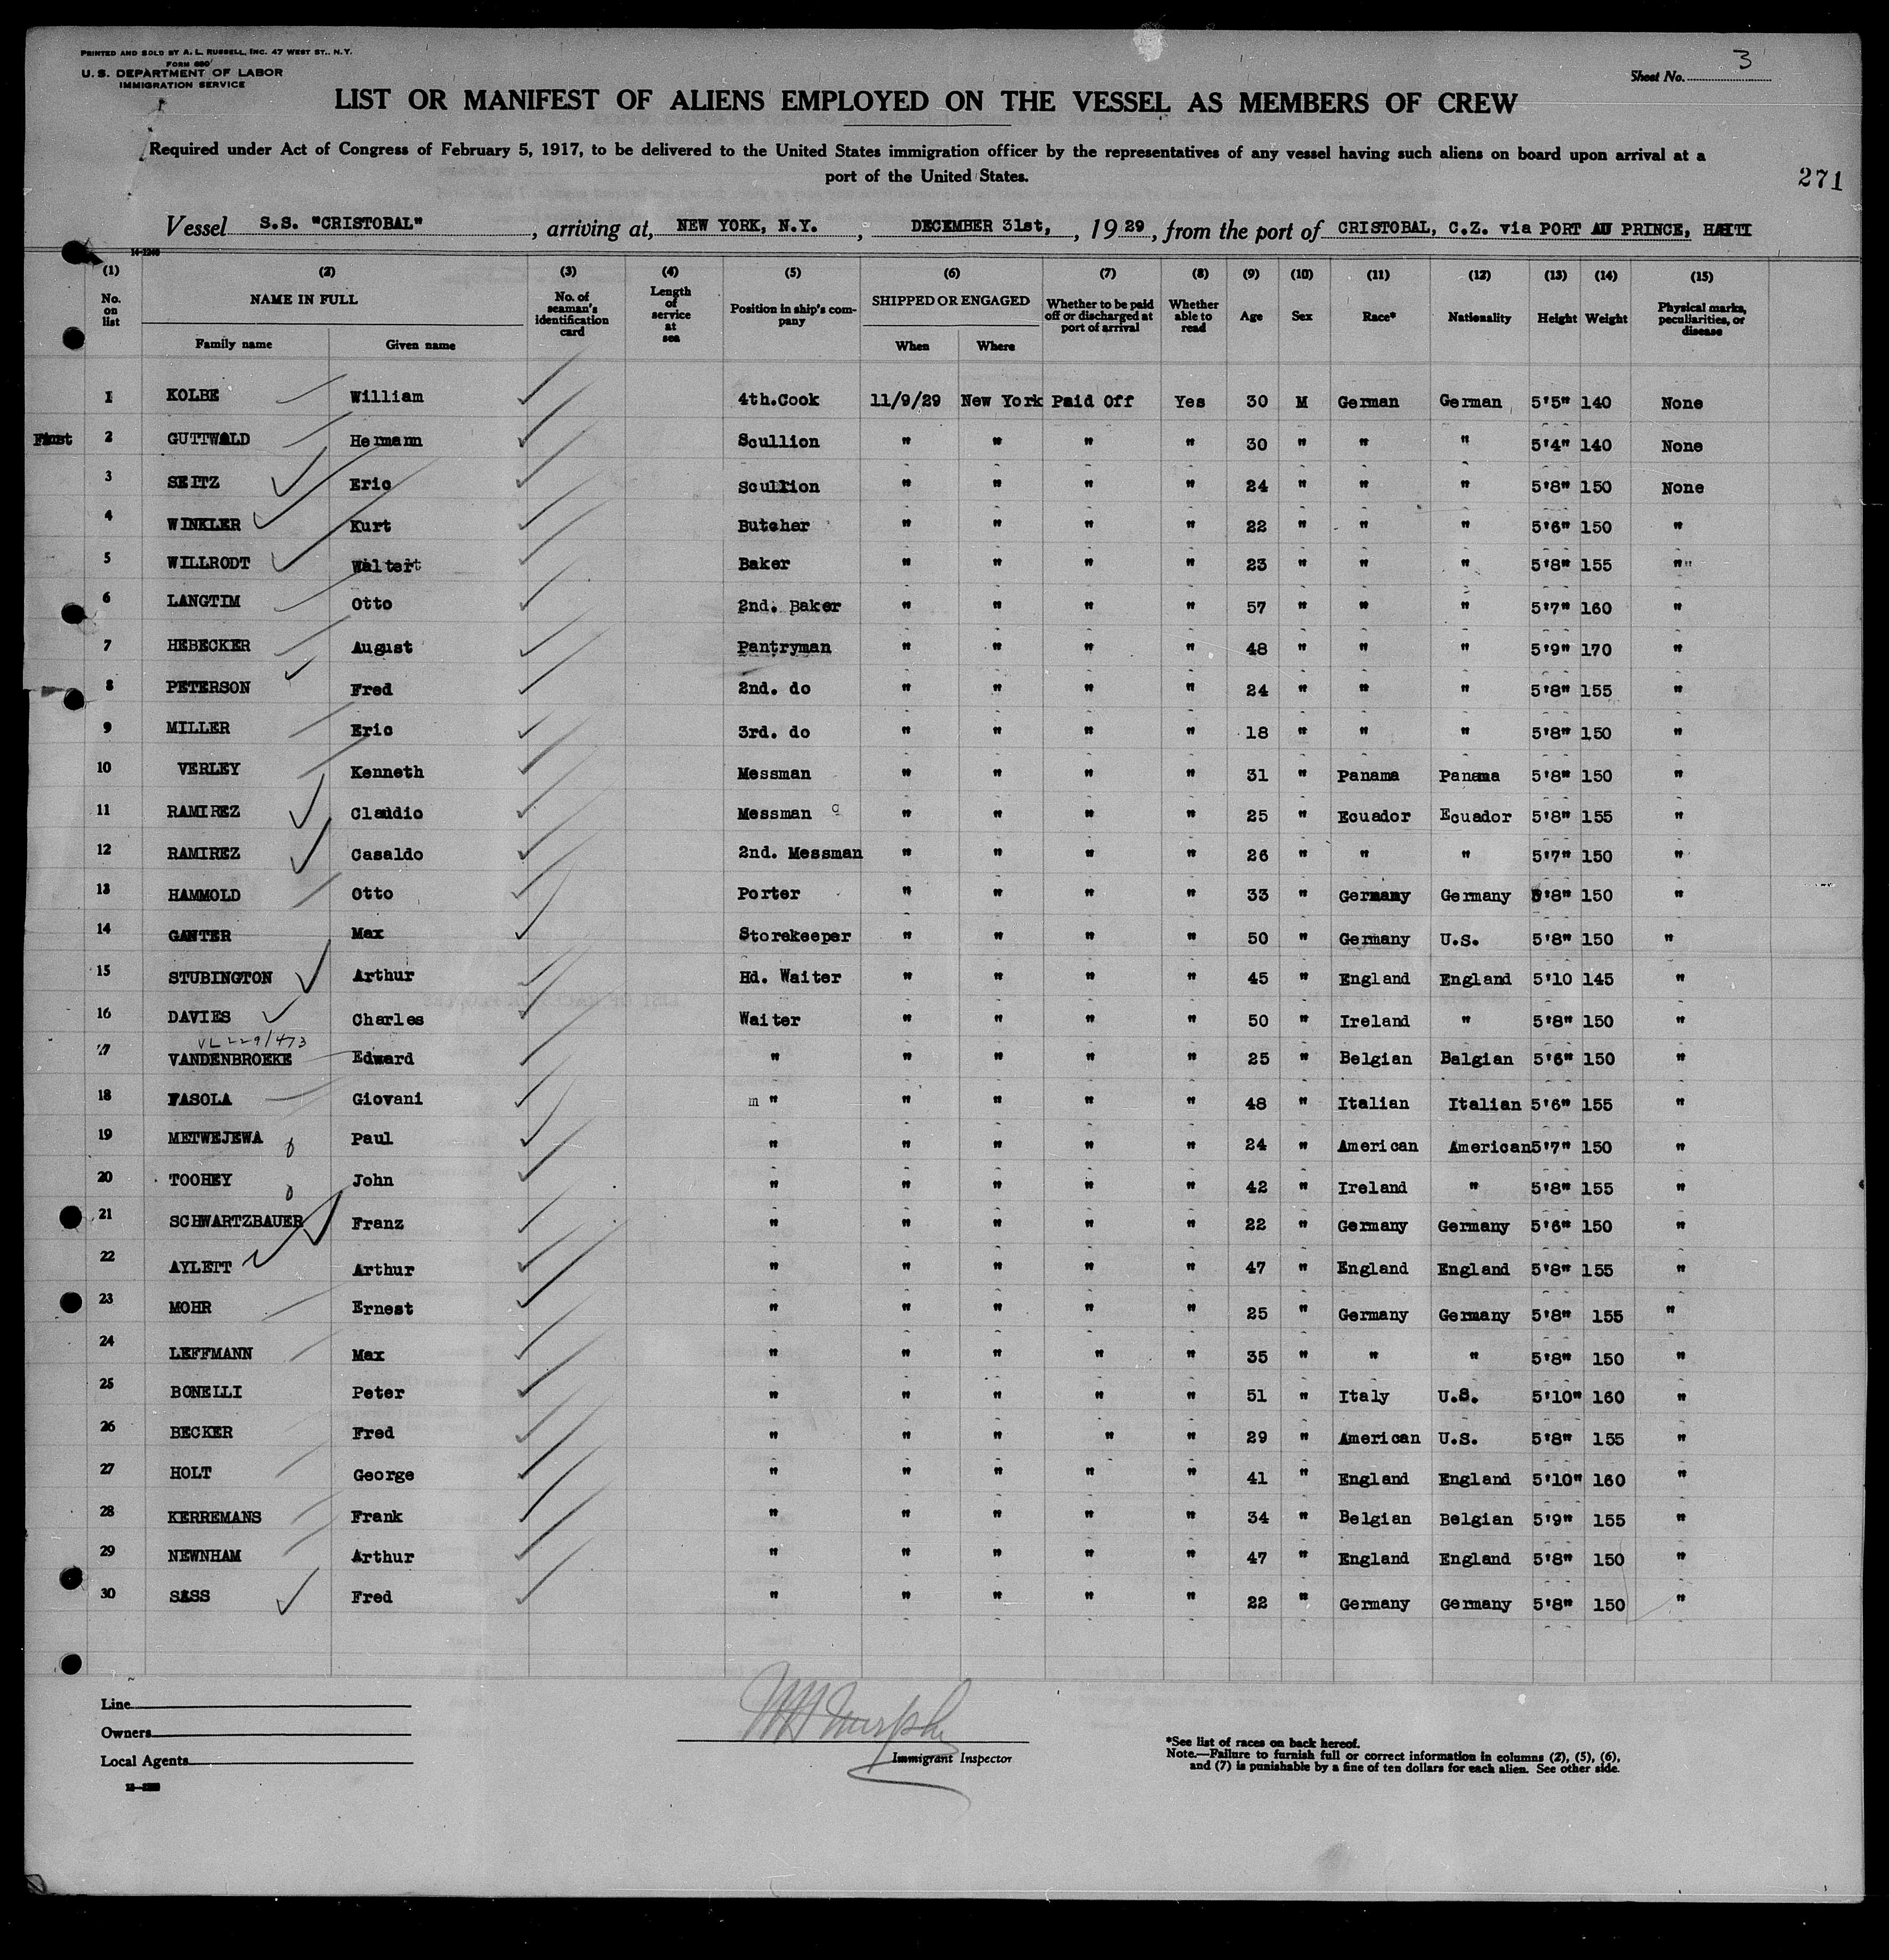 PRINTED AND SOLD BY A. L. RUSSELL, INC. 47 WEST ST., N.Y.
FORM 680
U. S. DEPARTMENT OF LABOR
IMMIGRATION SERVICE
Sheet No. 3
LIST OR MANIFEST OF ALIENS EMPLOYED ON THE VESSEL AS MEMBERS OF CREW
Required under Act of Congress of February 5, 1917, to be delivered to the United States immigration officer by the representatives of any vessel having such aliens on board upon arrival at a
port of the United States.
271
Vessel S.S. "CRISTOBAL", arriving at, NEW YORK, N.Y., DECEMBER 31st, , 1929, from the port of CRISTOBAL, C.Z. via PORT AU PRINCE, HAITI
14-1240
(1) (2) (3) (4) (5) (6) (7) (8) (9) (10) (11) (12) (13) (14) (15)
No. on list NAME IN FULL No. of seaman's identification card Length of service at sea Position in ship's company SHIPPED OR ENGAGED Whether to be paid off or discharged at port of arrival Whether able to read Age Sex Race* Nationality Height Weight Physical marks, peculiarities, or disease
Family name Given name When Where
1 KOLBE William 4th.Cook 11/9/29 New York Paid Off Yes 30 M German German 5'5" 140 None
2 GUTTWALD Hermann Scullion " " " " 30 " " " 5'4" 140 None
3 SEITZ Eric Scullion " " " " 24 " " " 5'8" 150 None
4 WINKLER Kurt Butcher " " " " 22 " " " 5'6" 150 "
5 WILLRODT Walter Baker " " " " 23 " " " 5'8" 155 "
6 LANGTIM Otto 2nd. Baker " " " " 57 " " " 5'7" 160 "
7 HEBECKER August Pantryman " " " " 48 " " " 5'9" 170 "
8 PETERSON Fred 2nd. do " " " " 24 " " " 5'8" 155 "
9 MILLER Eric 3rd. do " " " " 18 " " " 5'8" 150 "
10 VERLEY Kenneth Messman " " " " 31 " Panama Panama 5'8" 150 "
11 RAMIREZ Claudio Messman " " " " 25 " Ecuador Ecuador 5'8" 155 "
12 RAMIREZ Casaldo 2nd. Messman " " " " 26 " " " 5'7" 150 "
13 HAMMOLD Otto Porter " " " " 33 " Germany Germany 5'8" 150 "
14 GANTER Max Storekeeper " " " " 50 " Germany U.S. 5'8" 150 "
15 STUBINGTON Arthur Hd. Waiter " " " " 45 " England England 5'10 145 "
16 DAVIES Charles Waiter " " " " 50 " Ireland " 5'8" 150 "
VL 229/473
17 VANDENBROEKE Edward " " " " " 25 " Belgian Belgian 5'6" 150 "
18 FASOLA Giovani " " " " " 48 " Italian Italian 5'6" 155 "
19 METWEJEWA Paul " " " " " 24 " American American 5'7" 150 "
20 TOOHEY John " " " " " 42 " Ireland " 5'8" 155 "
21 SCHWARTZBAUER Franz " " " " " 22 " Germany Germany 5'6" 150 "
22 AYLETT Arthur " " " " " 47 " England England 5'8" 155 "
23 MOHR Ernest " " " " " 25 " Germany Germany 5'8" 155 "
24 LEFFMANN Max " " " " " 35 " " " 5'8" 150 "
25 BONELLI Peter " " " " " 51 " Italy U.S. 5'10" 160 "
26 BECKER Fred " " " " " 29 " American U.S. 5'8" 155 "
27 HOLT George " " " " " 41 " England England 5'10" 160 "
28 KERREMANS Frank " " " " " 34 " Belgian Belgian 5'9" 155 "
29 NEWNHAM Arthur " " " " " 47 " England England 5'8" 150 "
30 SASS Fred " " " " " 22 " Germany Germany 5'8" 150 "
Line
Owners
Local Agents
Murphy
Immigrant Inspector
*See list of races on back hereof.
Note.—Failure to furnish full or correct information in columns (2), (5), (6),
and (7) is punishable by a fine of ten dollars for each alien. See other side.